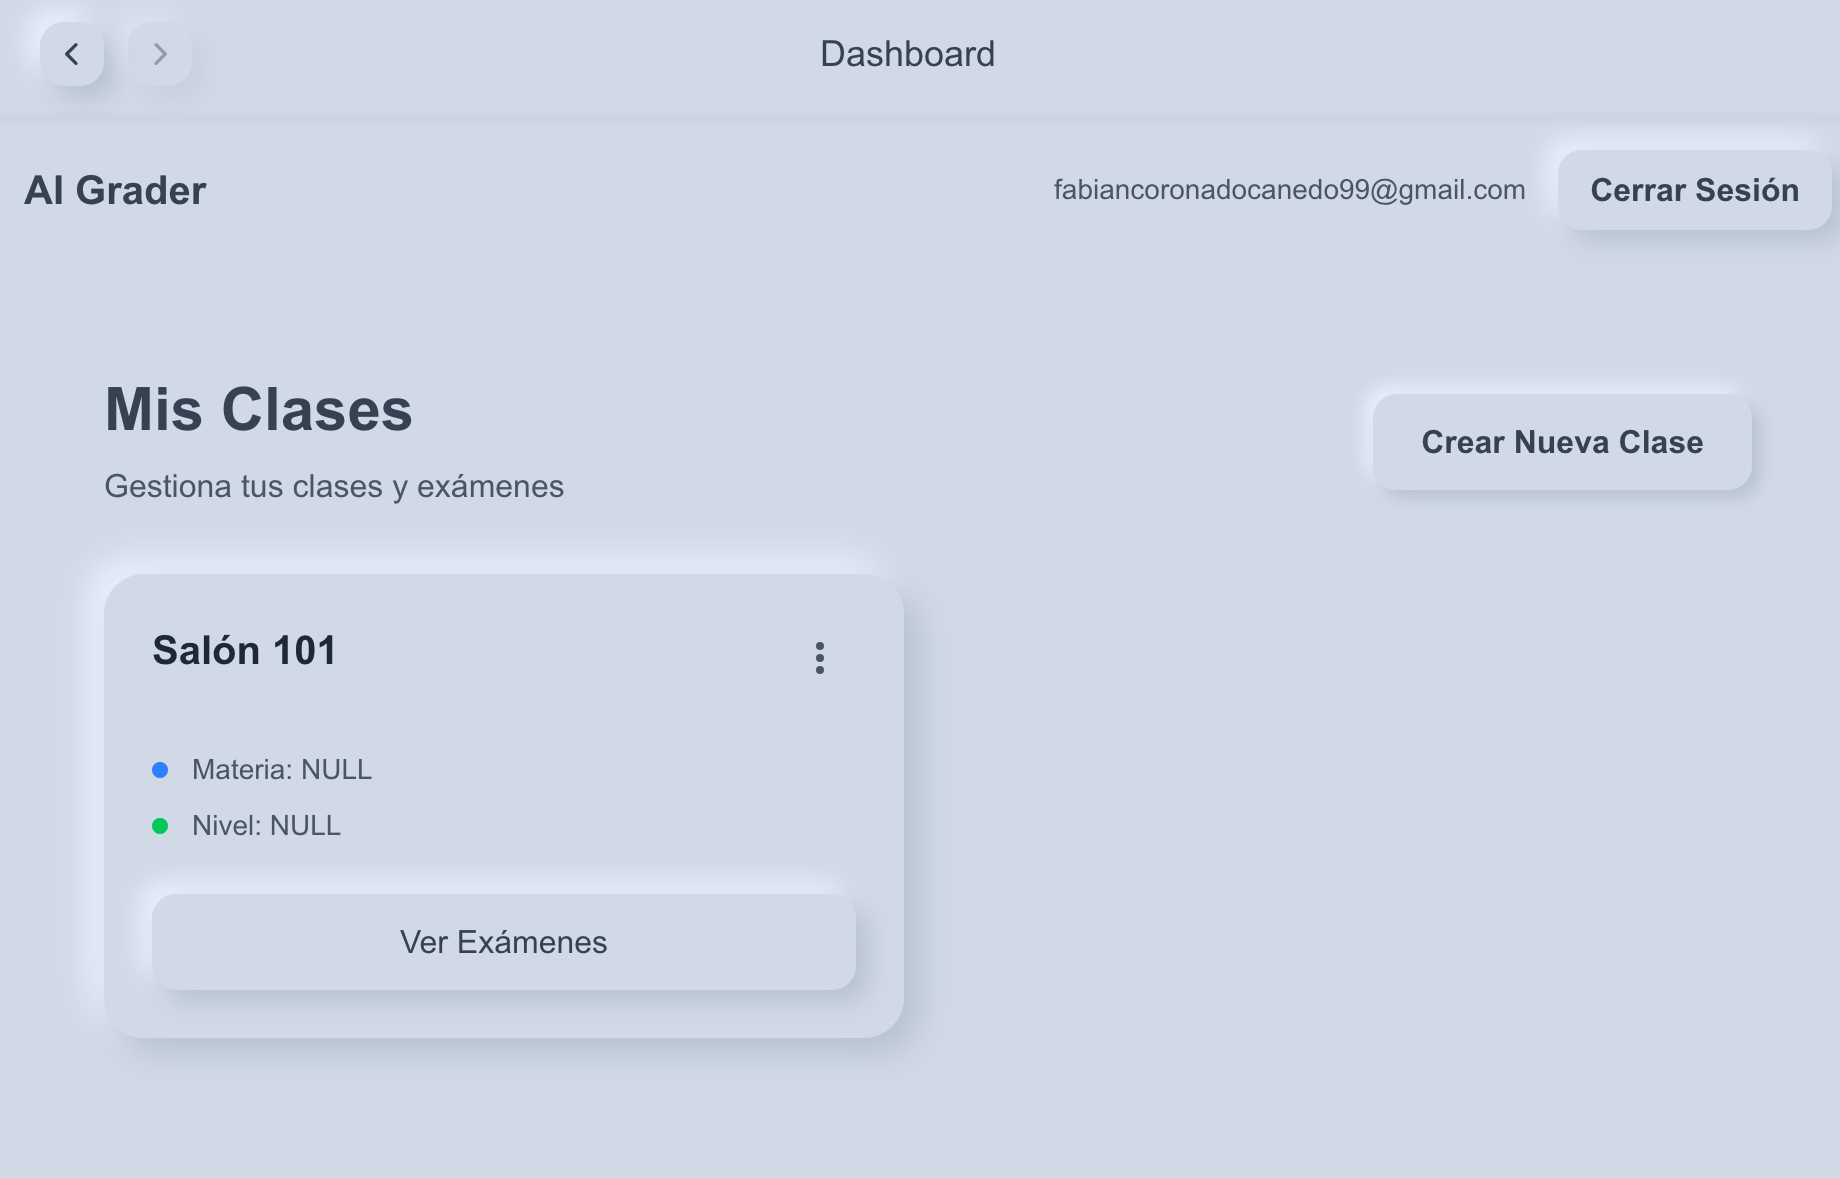 Dashboard
AI Grader
fabiancoronadocanedo99@gmail.com
Cerrar Sesión
Mis Clases
Gestiona tus clases y exámenes
Crear Nueva Clase
Salón 101
Materia: NULL
Nivel: NULL
Ver Exámenes